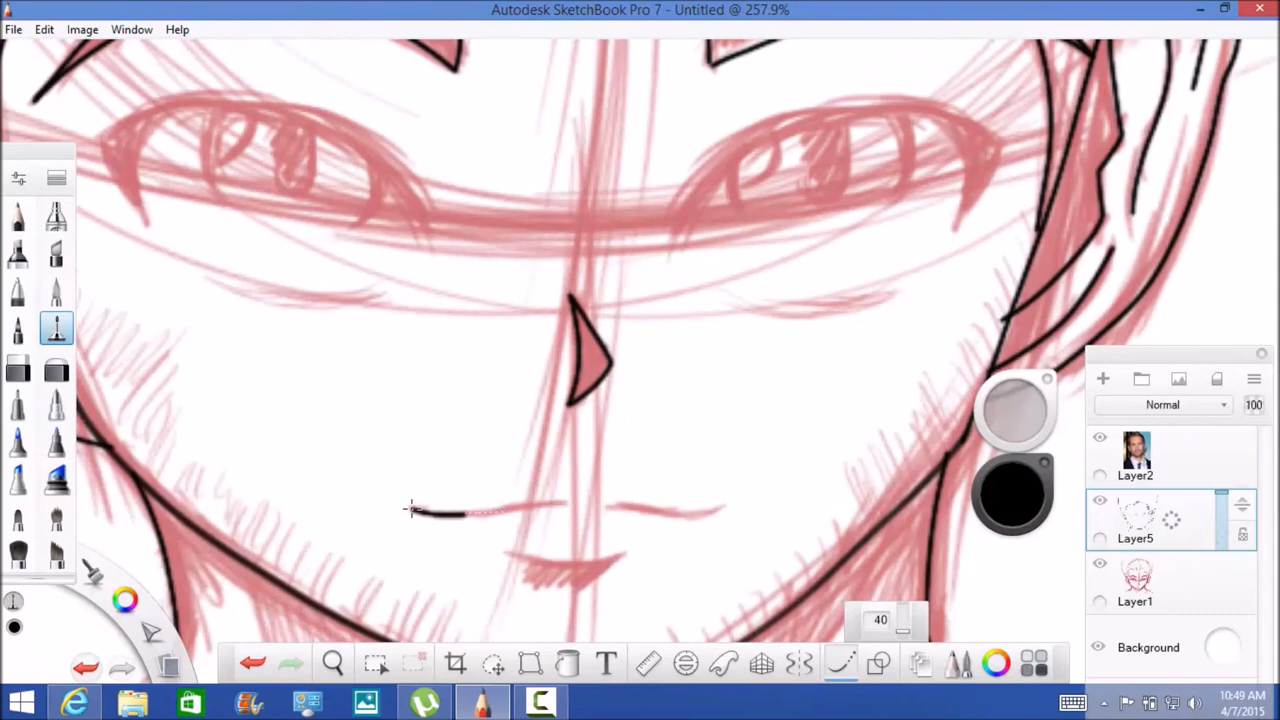 Autodesk SketchBook Pro 7 - Untitled @ 257.9%
File Edit Image Window Help
Normal 100
Layer2
Layer5
Layer1
40
Background
T
10:49 AM
4/7/2015